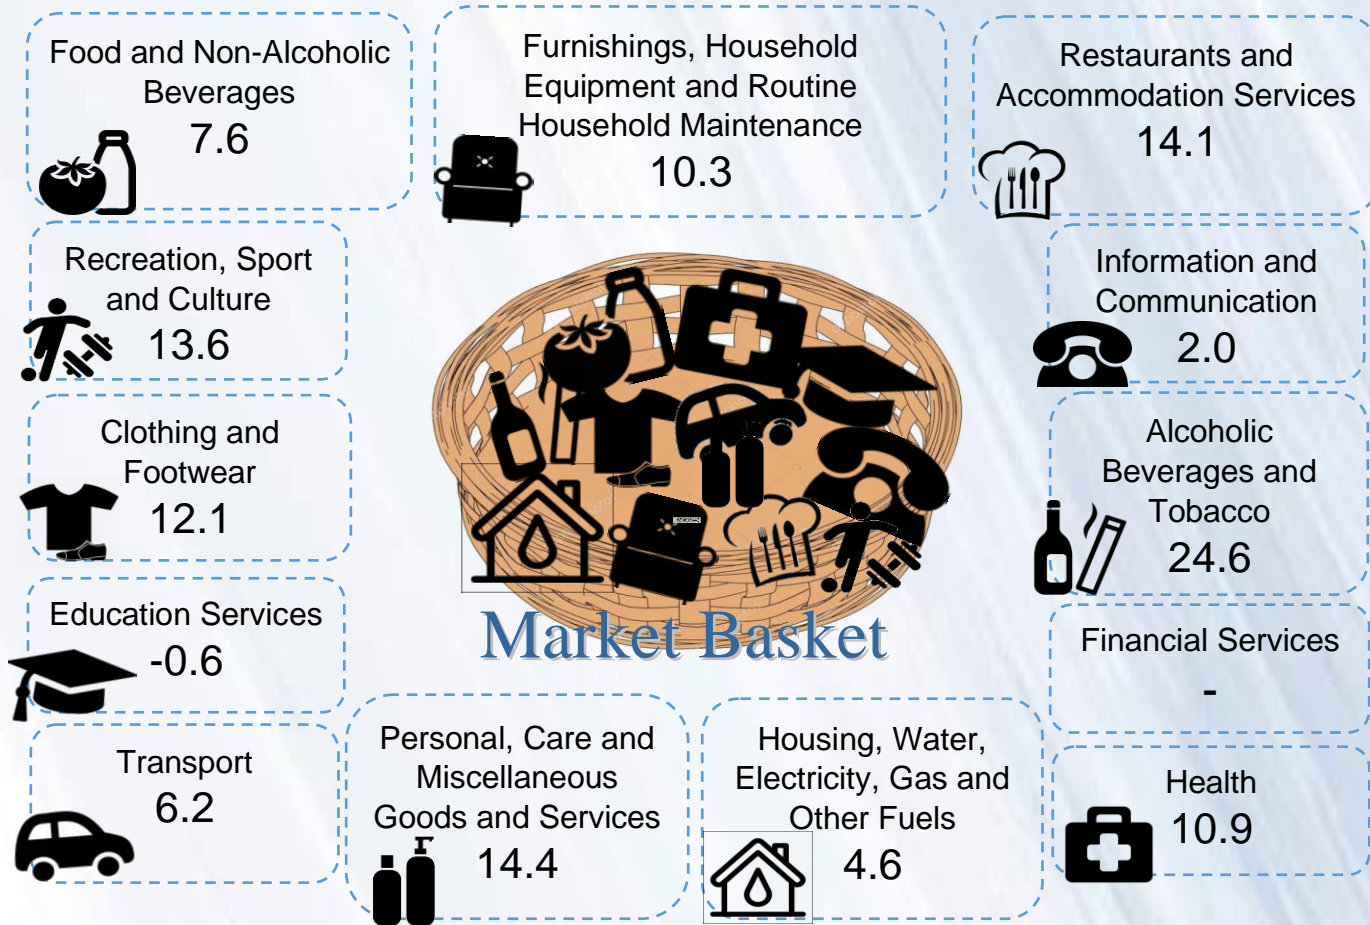 Food and Non-Alcoholic
Beverages
7.6
Furnishings, Household
Equipment and Routine
Household Maintenance
10.3
Restaurants and
Accommodation Services
14.1
Recreation, Sport
and Culture
13.6
Information and
Communication
2.0
Clothing and
Footwear
12.1
Alcoholic
Beverages and
Tobacco
24.6
Education Services
-0.6
Market Basket
Financial Services
-
Transport
6.2
Personal, Care and
Miscellaneous
Goods and Services
14.4
Housing, Water,
Electricity, Gas and
Other Fuels
4.6
Health
10.9